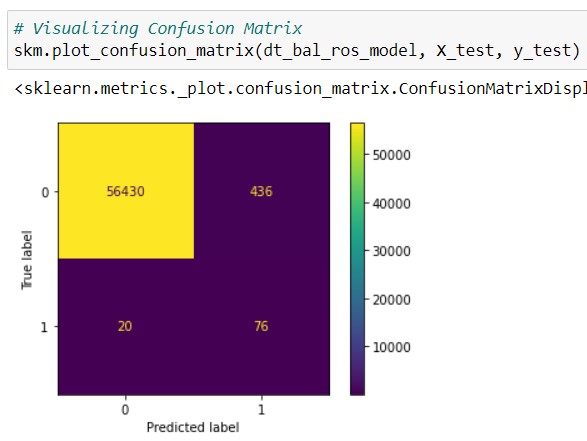 # Visualizing Confusion Matrix
skm.plot_confusion_matrix(dt_bal_ros_model, X_test, y_test)
<sklearn.metrics._plot.confusion_matrix.ConfusionMatrixDispl
0
56430
436
50000
40000
30000
True label
20000
1
20
76
10000
0
1
Predicted label